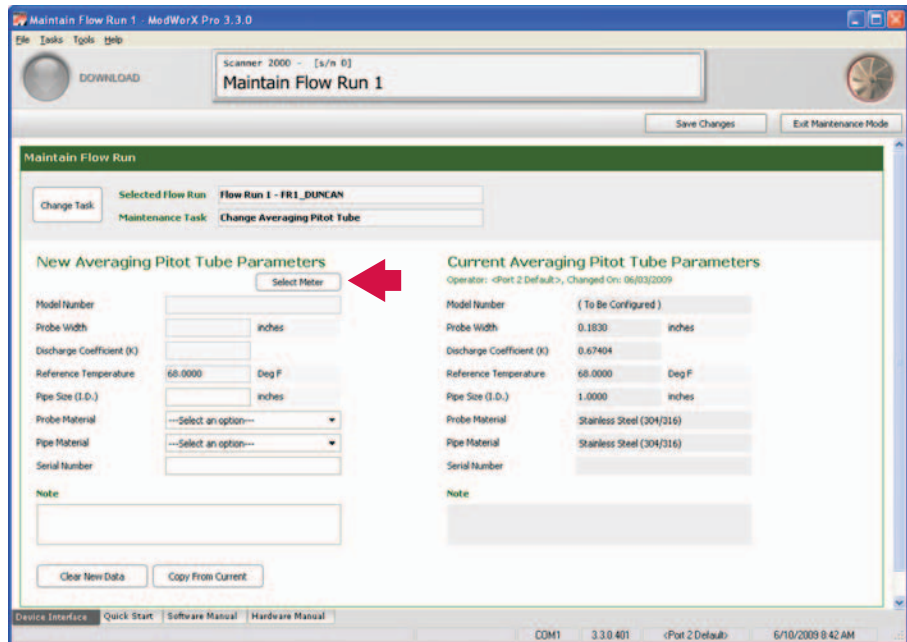 Maintain Flow Run 1 - ModWorX Pro 3.3.0
File Tasks Tools Help
DOWNLOAD
Scanner 2000 - [s/n 0]
Maintain Flow Run 1
Save Changes
Exit Maintenance Mode
Maintain Flow Run
Change Task
Selected Flow Run Flow Run 1 - FR1_DUNCAN
Maintenance Task Change Averaging Pitot Tube
New Averaging Pitot Tube Parameters
Select Meter
Model Number
Probe Width inches
Discharge Coefficient (K)
Reference Temperature 68.0000 Deg F
Pipe Size (I.D.) inches
Probe Material ---Select an option---
Pipe Material ---Select an option---
Serial Number
Note
Clear New Data Copy From Current
Current Averaging Pitot Tube Parameters
Operator: <Port 2 Default>, Changed On: 06/03/2009
Model Number ( To Be Configured )
Probe Width 0.1830 inches
Discharge Coefficient (K) 0.67404
Reference Temperature 68.0000 Deg F
Pipe Size (I.D.) 1.0000 inches
Probe Material Stainless Steel (304/316)
Pipe Material Stainless Steel (304/316)
Serial Number
Note
Device Interface Quick Start Software Manual Hardware Manual
COM1 3.3.0.401 <Port 2 Default> 6/10/2009 8:42 AM